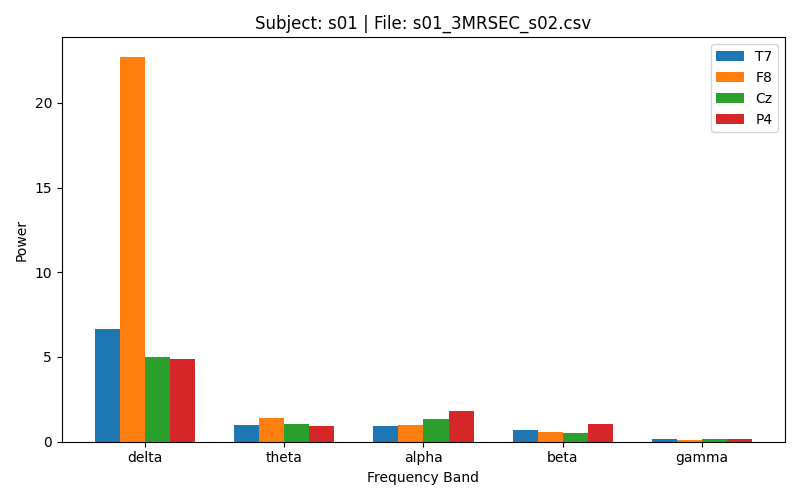 Subject: s01 | File: s01_3MRSEC_s02.csv
T7
F8
Cz
P4
Power
20
15
10
5
0
delta theta alpha beta gamma
Frequency Band